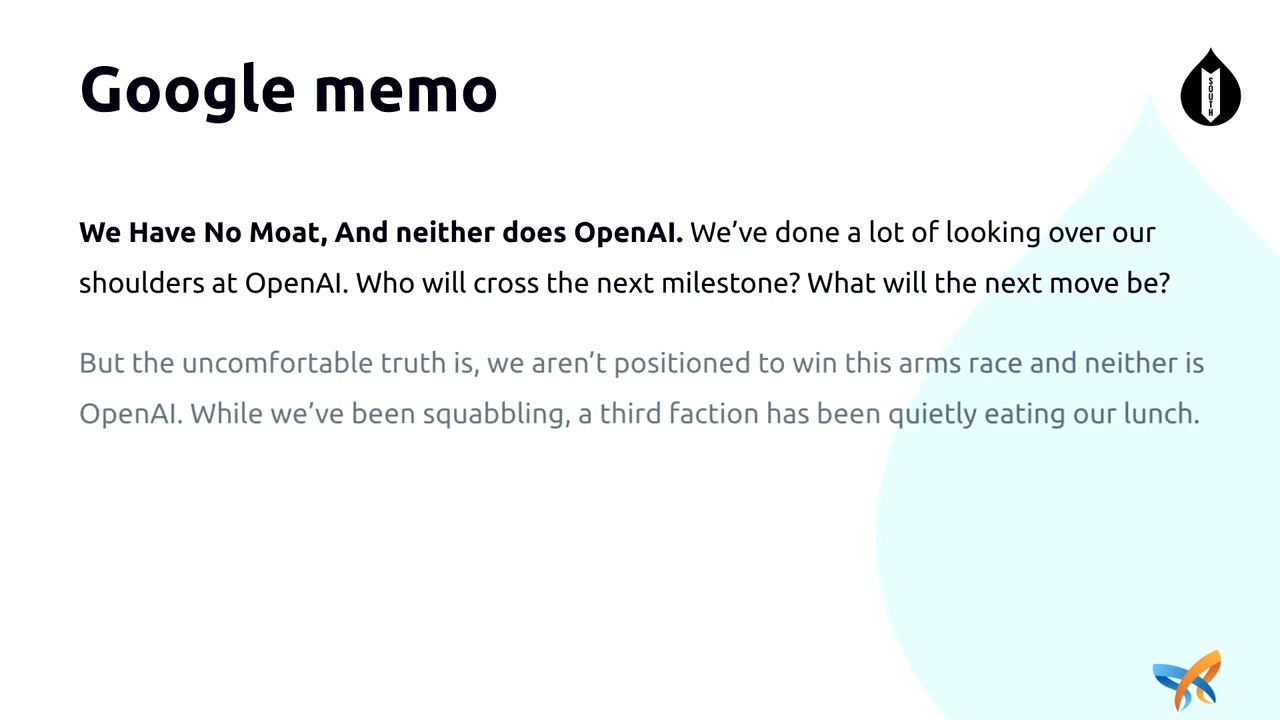 Google memo
SOUTH
We Have No Moat, And neither does OpenAI. We’ve done a lot of looking over our
shoulders at OpenAI. Who will cross the next milestone? What will the next move be?
But the uncomfortable truth is, we aren’t positioned to win this arms race and neither is
OpenAI. While we’ve been squabbling, a third faction has been quietly eating our lunch.